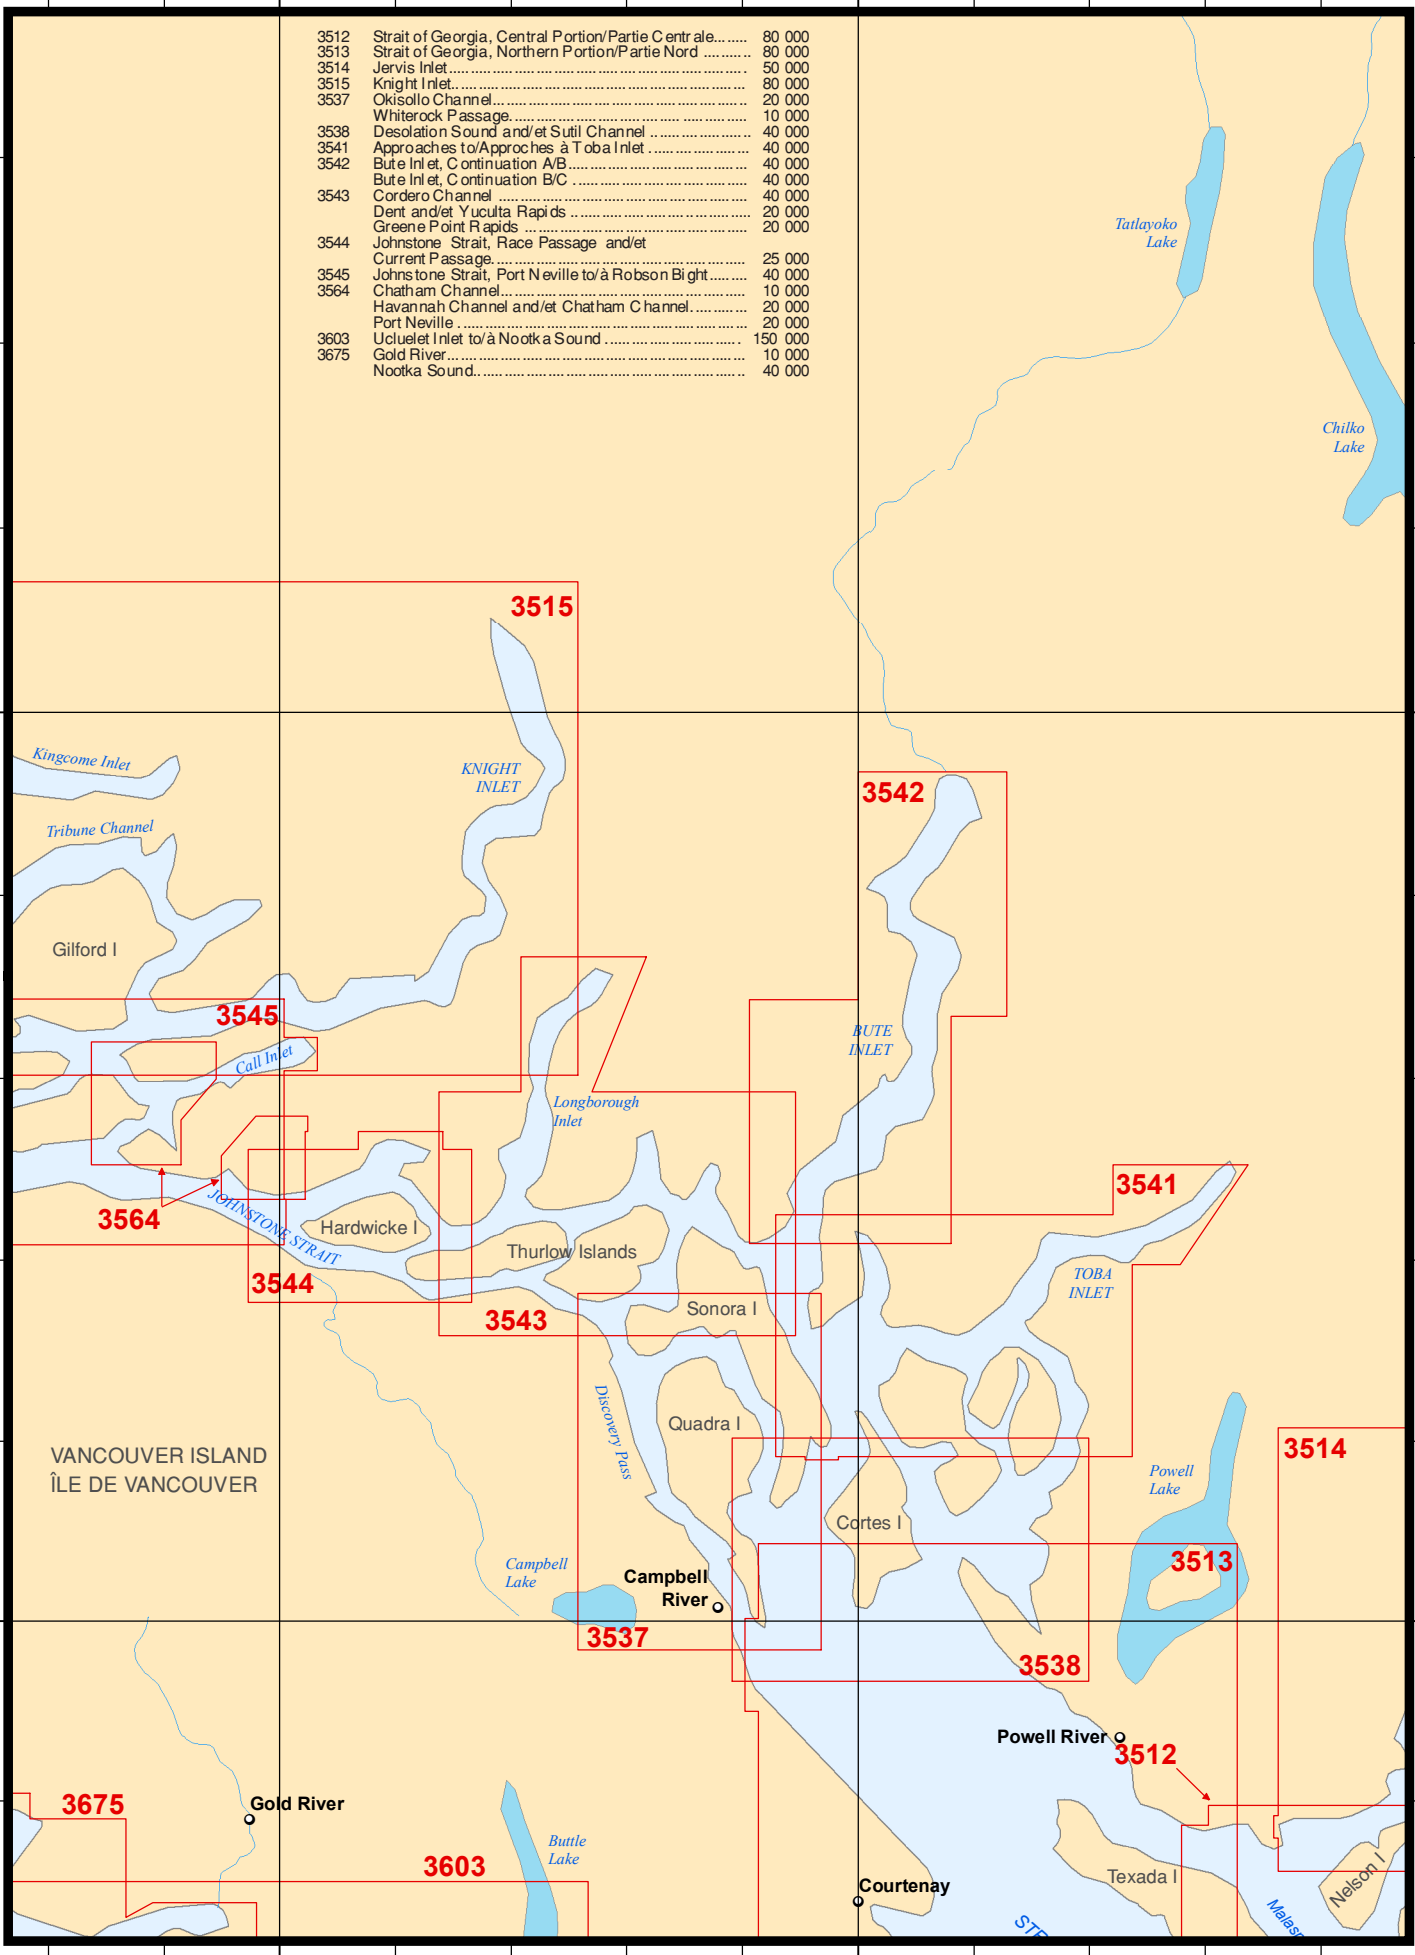 3512 Strait of Georgia, Central Portion/Partie Centrale....... 80 000
3513 Strait of Georgia, Northern Portion/Partie Nord .......... 80 000
3514 Jervis Inlet.......................................................... 50 000
3515 Knight Inlet......................................................... 80 000
3537 Okisollo Channel................................................. 20 000
Whiterock Passage.............................................. 10 000
3538 Desolation Sound and/et Sutil Channel .................... 40 000
3541 Approaches to/Approches à Toba Inlet .................... 40 000
3542 Bute Inlet, Continuation A/B................................... 40 000
Bute Inlet, Continuation B/C .................................. 40 000
3543 Cordero Channel ................................................ 40 000
Dent and/et Yuculta Rapids ................................... 20 000
Greene Point Rapids ........................................... 20 000
3544 Johnstone Strait, Race Passage and/et
Current Passage................................................. 25 000
3545 Johnstone Strait, Port Neville to/à Robson Bight........ 40 000
3564 Chatham Channel............................................... 10 000
Havannah Channel and/et Chatham Channel........... 20 000
Port Neville ........................................................ 20 000
3603 Ucluelet Inlet to/à Nootka Sound ........................... 150 000
3675 Gold River......................................................... 10 000
Nootka Sound.................................................... 40 000
Tatlayoko
Lake
Chilko
Lake
3515
Kingcome Inlet
KNIGHT
INLET
3542
Tribune Channel
Gilford I
3545
BUTE
INLET
Call Inlet
Longborough
Inlet
3541
3564
JOHNSTONE STRAIT
Hardwicke I
Thurlow Islands
3544
TOBA
INLET
Sonora I
3543
Discovery Pass
Quadra I
VANCOUVER ISLAND
ÎLE DE VANCOUVER
3514
Powell
Lake
Cortes I
Campbell
Lake
3513
Campbell
River
3537
3538
Powell River
3512
3675
Gold River
Buttle
Lake
3603
Courtenay
Texada I
Nelson I